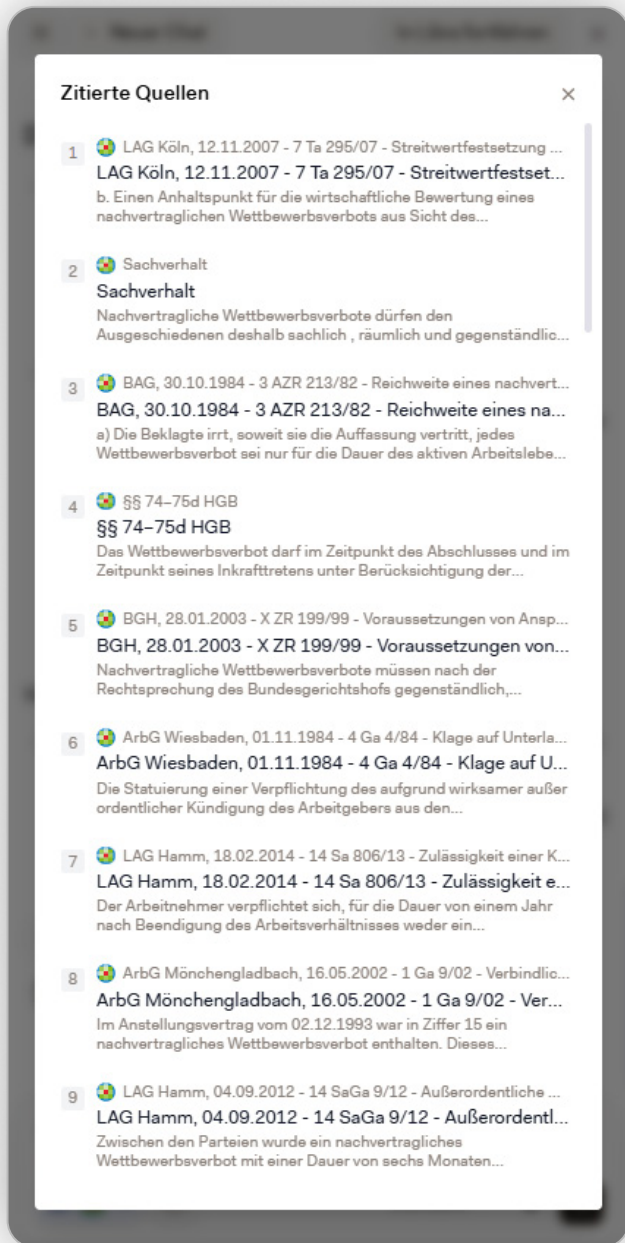 Neuer Chat
Zitierte Quellen
×
1
LAG Köln, 12.11.2007 - 7 Ta 295/07 - Streitwertfestsetzung ...
LAG Köln, 12.11.2007 - 7 Ta 295/07 - Streitwertfestset...
b. Einen Anhaltspunkt für die wirtschaftliche Bewertung eines
nachvertraglichen Wettbewerbsverbots aus Sicht des...
2
Sachverhalt
Sachverhalt
Nachvertragliche Wettbewerbsverbote dürfen den
Ausgeschiedenen deshalb sachlich , räumlich und gegenständlic...
3
BAG, 30.10.1984 - 3 AZR 213/82 - Reichweite eines nachvert...
BAG, 30.10.1984 - 3 AZR 213/82 - Reichweite eines na...
a) Die Beklagte irrt, soweit sie die Auffassung vertritt, jedes
Wettbewerbsverbot sei nur für die Dauer des aktiven Arbeitslebe...
4
§§ 74–75d HGB
§§ 74–75d HGB
Das Wettbewerbsverbot darf im Zeitpunkt des Abschlusses und im
Zeitpunkt seines Inkrafttretens unter Berücksichtigung der...
5
BGH, 28.01.2003 - X ZR 199/99 - Voraussetzungen von Ansp...
BGH, 28.01.2003 - X ZR 199/99 - Voraussetzungen von...
Nachvertragliche Wettbewerbsverbote müssen nach der
Rechtsprechung des Bundesgerichtshofs gegenständlich,...
6
ArbG Wiesbaden, 01.11.1984 - 4 Ga 4/84 - Klage auf Unterla...
ArbG Wiesbaden, 01.11.1984 - 4 Ga 4/84 - Klage auf U...
Die Statuierung einer Verpflichtung des aufgrund wirksamer außer
ordentlicher Kündigung des Arbeitgebers aus den...
7
LAG Hamm, 18.02.2014 - 14 Sa 806/13 - Zulässigkeit einer K...
LAG Hamm, 18.02.2014 - 14 Sa 806/13 - Zulässigkeit e...
Der Arbeitnehmer verpflichtet sich, für die Dauer von einem Jahr
nach Beendigung des Arbeitsverhältnisses weder ein...
8
ArbG Mönchengladbach, 16.05.2002 - 1 Ga 9/02 - Verbindlic...
ArbG Mönchengladbach, 16.05.2002 - 1 Ga 9/02 - Ver...
Im Anstellungsvertrag vom 02.12.1993 war in Ziffer 15 ein
nachvertragliches Wettbewerbsverbot enthalten. Dieses...
9
LAG Hamm, 04.09.2012 - 14 SaGa 9/12 - Außerordentliche ...
LAG Hamm, 04.09.2012 - 14 SaGa 9/12 - Außerordentl...
Zwischen den Parteien wurde ein nachvertragliches
Wettbewerbsverbot mit einer Dauer von sechs Monaten...